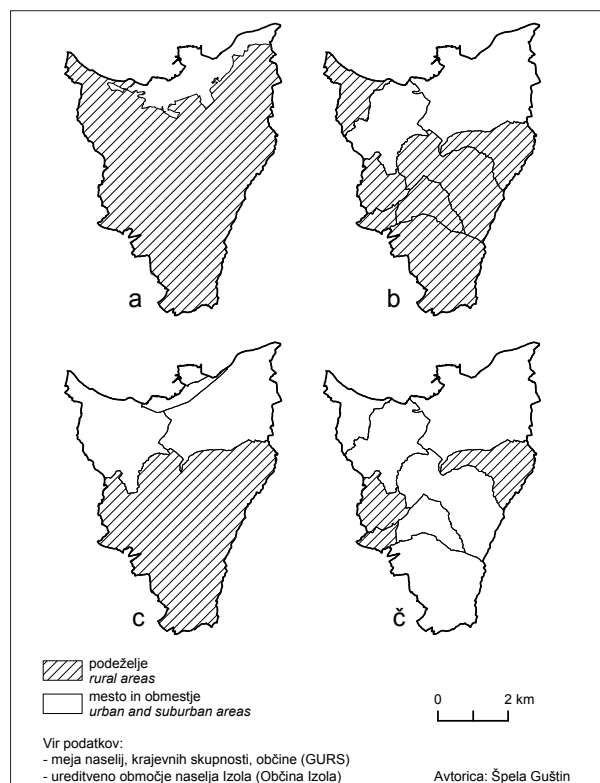 a
b
c
č
podeželje
rural areas
mesto in obmestje
urban and suburban areas
0 2 km
Vir podatkov:
- meja naselij, krajevnih skupnosti, občine (GURS)
- ureditveno območje naselja Izola (Občina Izola)
Avtorica: Špela Guštin